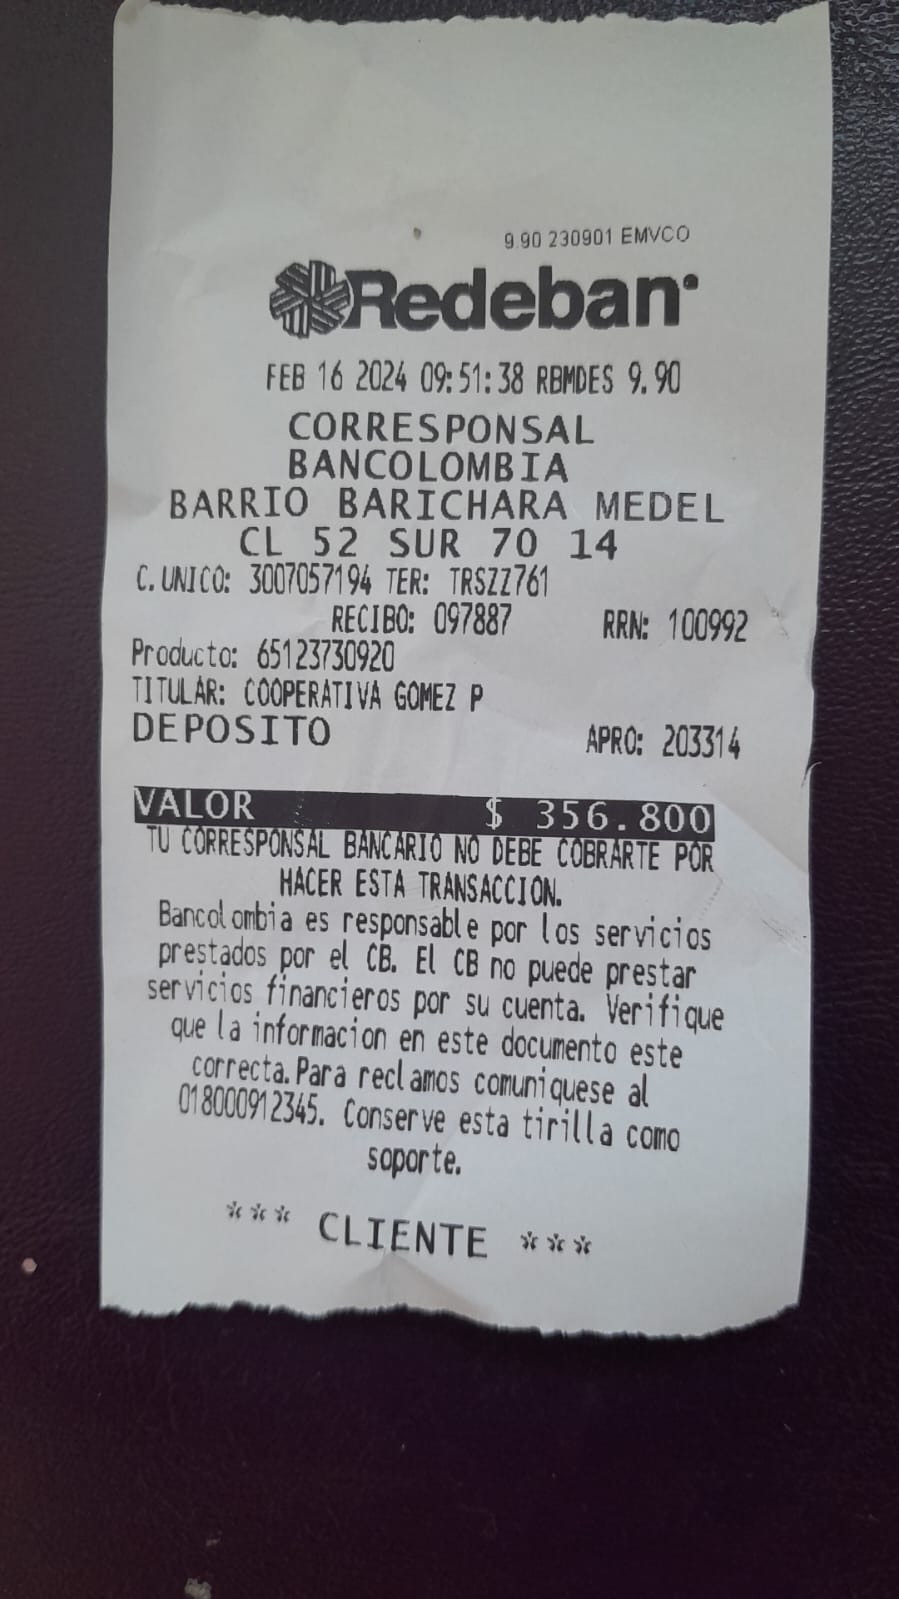 9.90 230901 EMVCO
Redeban
FEB 16 2024 09:51:38 RBMDES 9.90
CORRESPONSAL
BANCOLOMBIA
BARRIO BARICHARA MEDEL
CL 52 SUR 70 14
C. UNICO: 3007057194 TER: TRSZZ761
RECIBO: 097887 RRN: 100992
Producto: 65123730920
TITULAR: COOPERATIVA GOMEZ P
DEPOSITO APRO: 203314
VALOR $ 356.800
TU CORRESPONSAL BANCARIO NO DEBE COBRARTE POR
HACER ESTA TRANSACCION.
Bancolombia es responsable por los servicios
prestados por el CB. El CB no puede prestar
servicios financieros por su cuenta. Verifique
que la informacion en este documento este
correcta. Para reclamos comuniquese al
018000912345. Conserve esta tirilla como
soporte.
*** CLIENTE ***